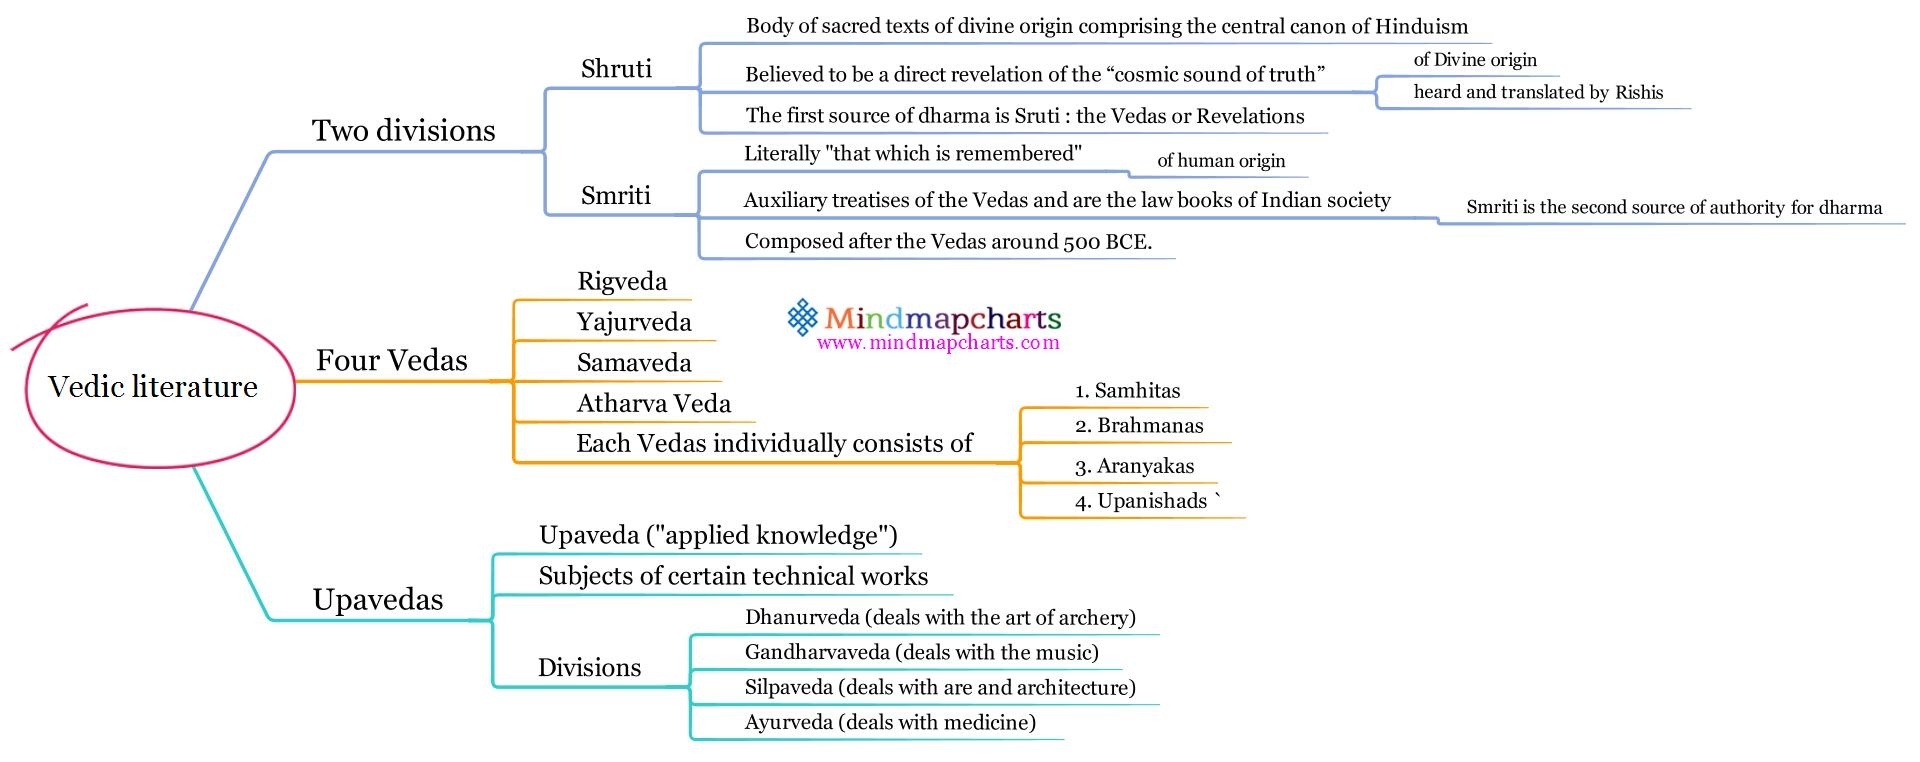 Vedic literature
Two divisions
Shruti
Body of sacred texts of divine origin comprising the central canon of Hinduism
Believed to be a direct revelation of the “cosmic sound of truth”
of Divine origin
heard and translated by Rishis
The first source of dharma is Sruti : the Vedas or Revelations
Smriti
Literally "that which is remembered"
of human origin
Auxiliary treatises of the Vedas and are the law books of Indian society
Smriti is the second source of authority for dharma
Composed after the Vedas around 500 BCE.
Four Vedas
Rigveda
Yajurveda
Samaveda
Atharva Veda
Each Vedas individually consists of
1. Samhitas
2. Brahmanas
3. Aranyakas
4. Upanishads `
Mindmapcharts
www.mindmapcharts.com
Upavedas
Upaveda ("applied knowledge")
Subjects of certain technical works
Divisions
Dhanurveda (deals with the art of archery)
Gandharvaveda (deals with the music)
Silpaveda (deals with are and architecture)
Ayurveda (deals with medicine)